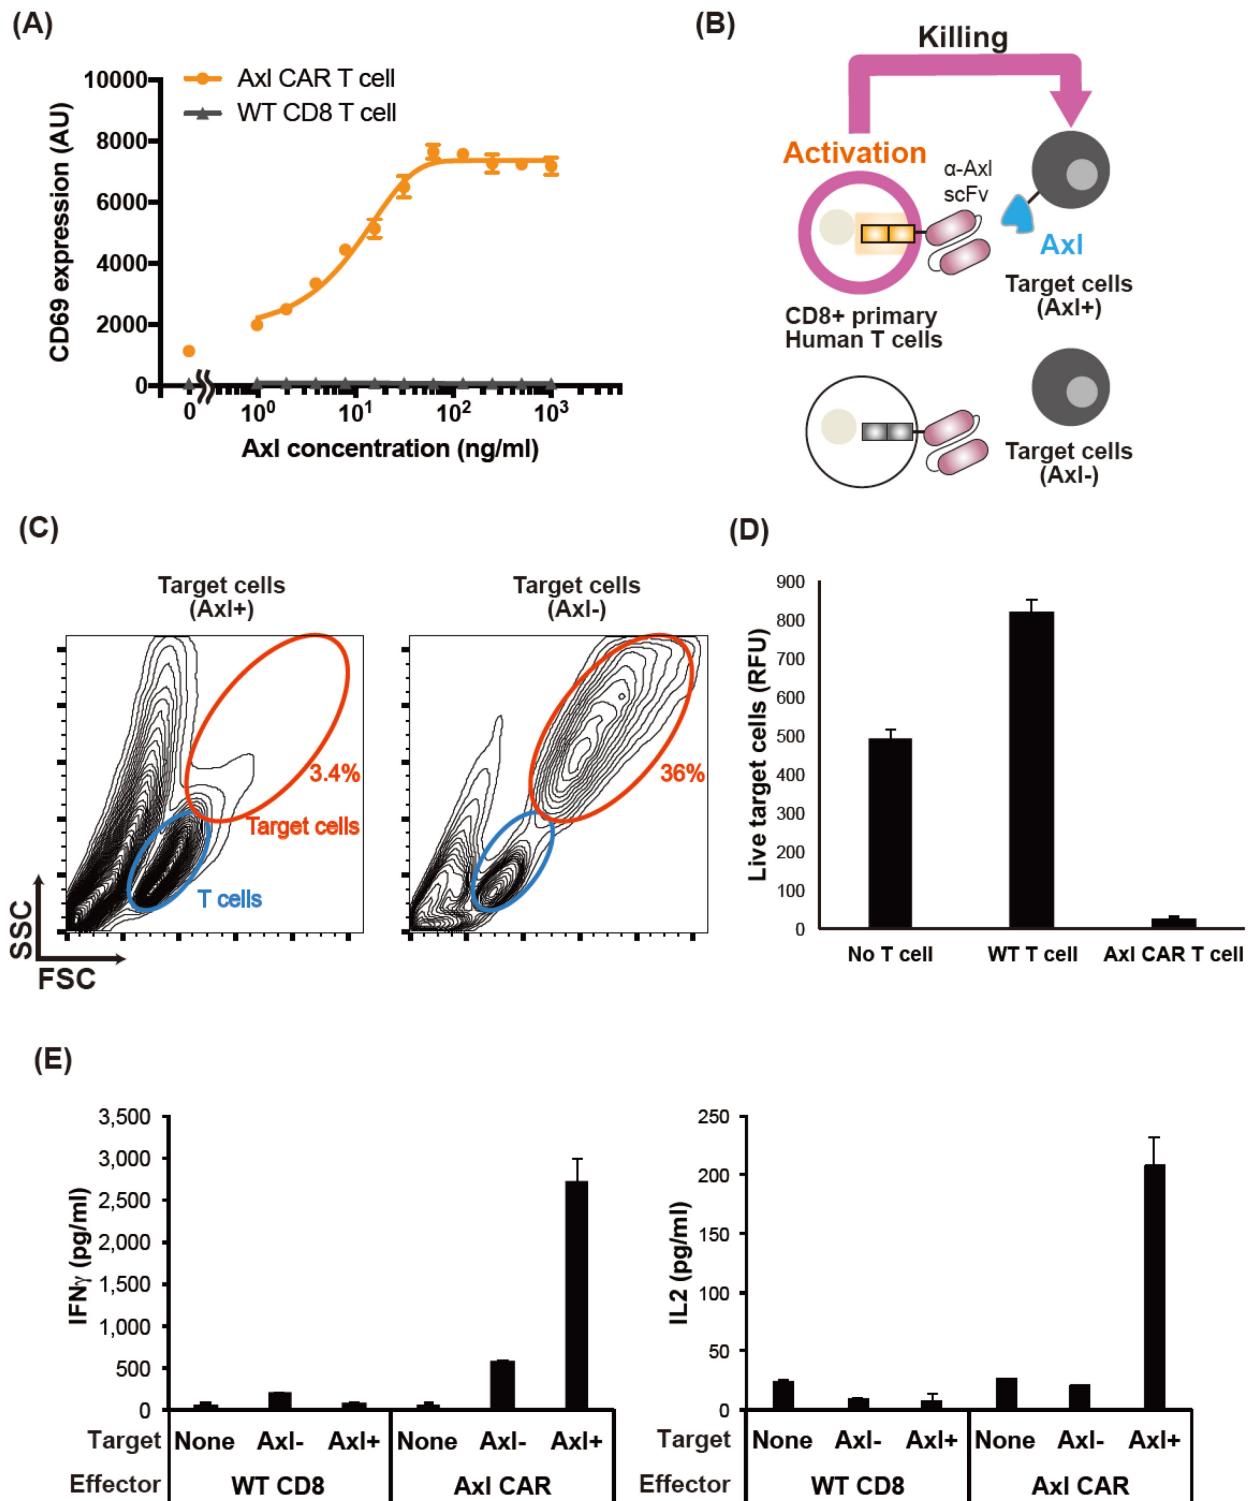 (A)
Axl CAR T cell
WT CD8 T cell
CD69 expression (AU)
10000
8000
6000
4000
2000
0
0
10⁰
10¹
10²
10³
Axl concentration (ng/ml)
(B)
Killing
Activation
α-Axl
scFv
Axl
Target cells
(Axl+)
CD8+ primary
Human T cells
Target cells
(Axl-)
(C)
Target cells
(Axl+)
Target cells
(Axl-)
3.4%
Target cells
T cells
36%
SSC
FSC
(D)
Live target cells (RFU)
900
800
700
600
500
400
300
200
100
0
No T cell
WT T cell
Axl CAR T cell
(E)
IFNγ (pg/ml)
3,500
3,000
2,500
2,000
1,500
1,000
500
0
Target None Axl- Axl+ None Axl- Axl+
Effector WT CD8 Axl CAR
IL2 (pg/ml)
250
200
150
100
50
0
Target None Axl- Axl+ None Axl- Axl+
Effector WT CD8 Axl CAR